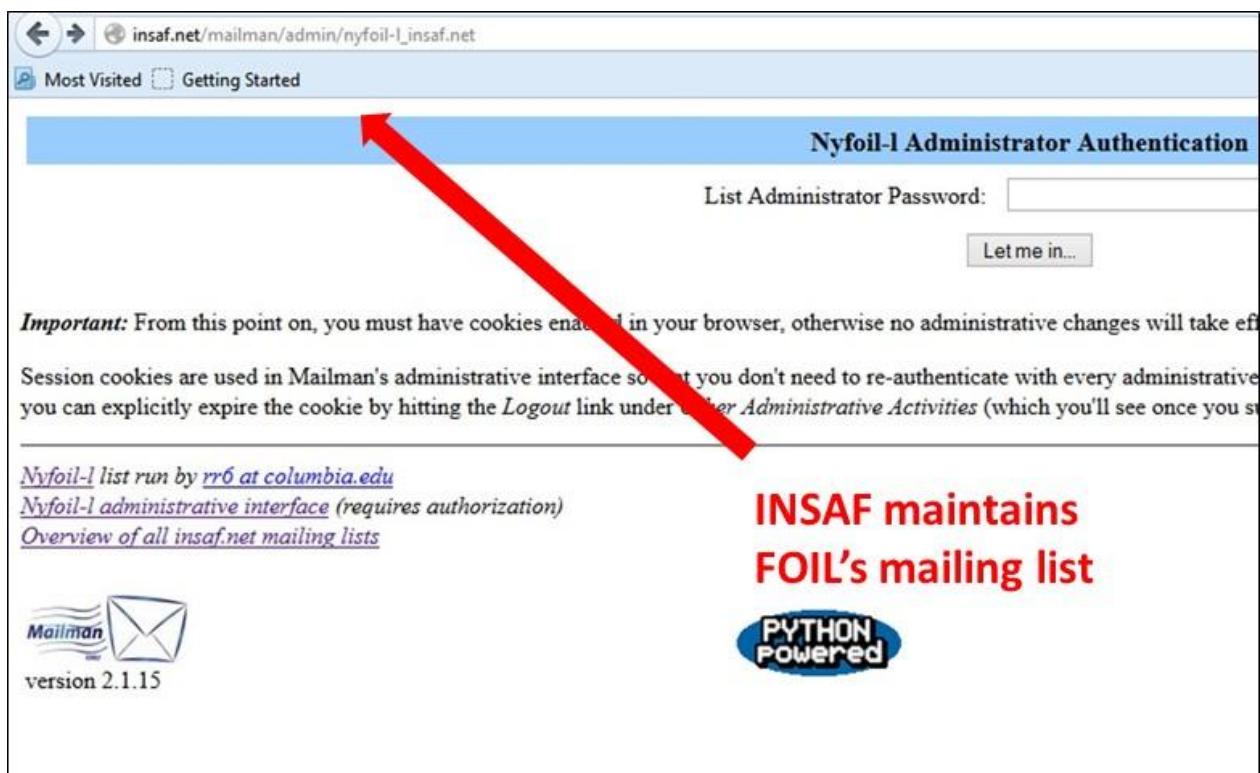 insaf.net/mailman/admin/nyfoil-l_insaf.net
Most Visited Getting Started
Nyfoil-l Administrator Authentication
List Administrator Password:
Let me in...
Important: From this point on, you must have cookies enabled in your browser, otherwise no administrative changes will take eff
Session cookies are used in Mailman's administrative interface so that you don't need to re-authenticate with every administrative
you can explicitly expire the cookie by hitting the Logout link under Other Administrative Activities (which you'll see once you su
Nyfoil-l list run by rr6 at columbia.edu
Nyfoil-l administrative interface (requires authorization)
Overview of all insaf.net mailing lists
INSAF maintains
FOIL's mailing list
Mailman
PYTHON
Powered
version 2.1.15